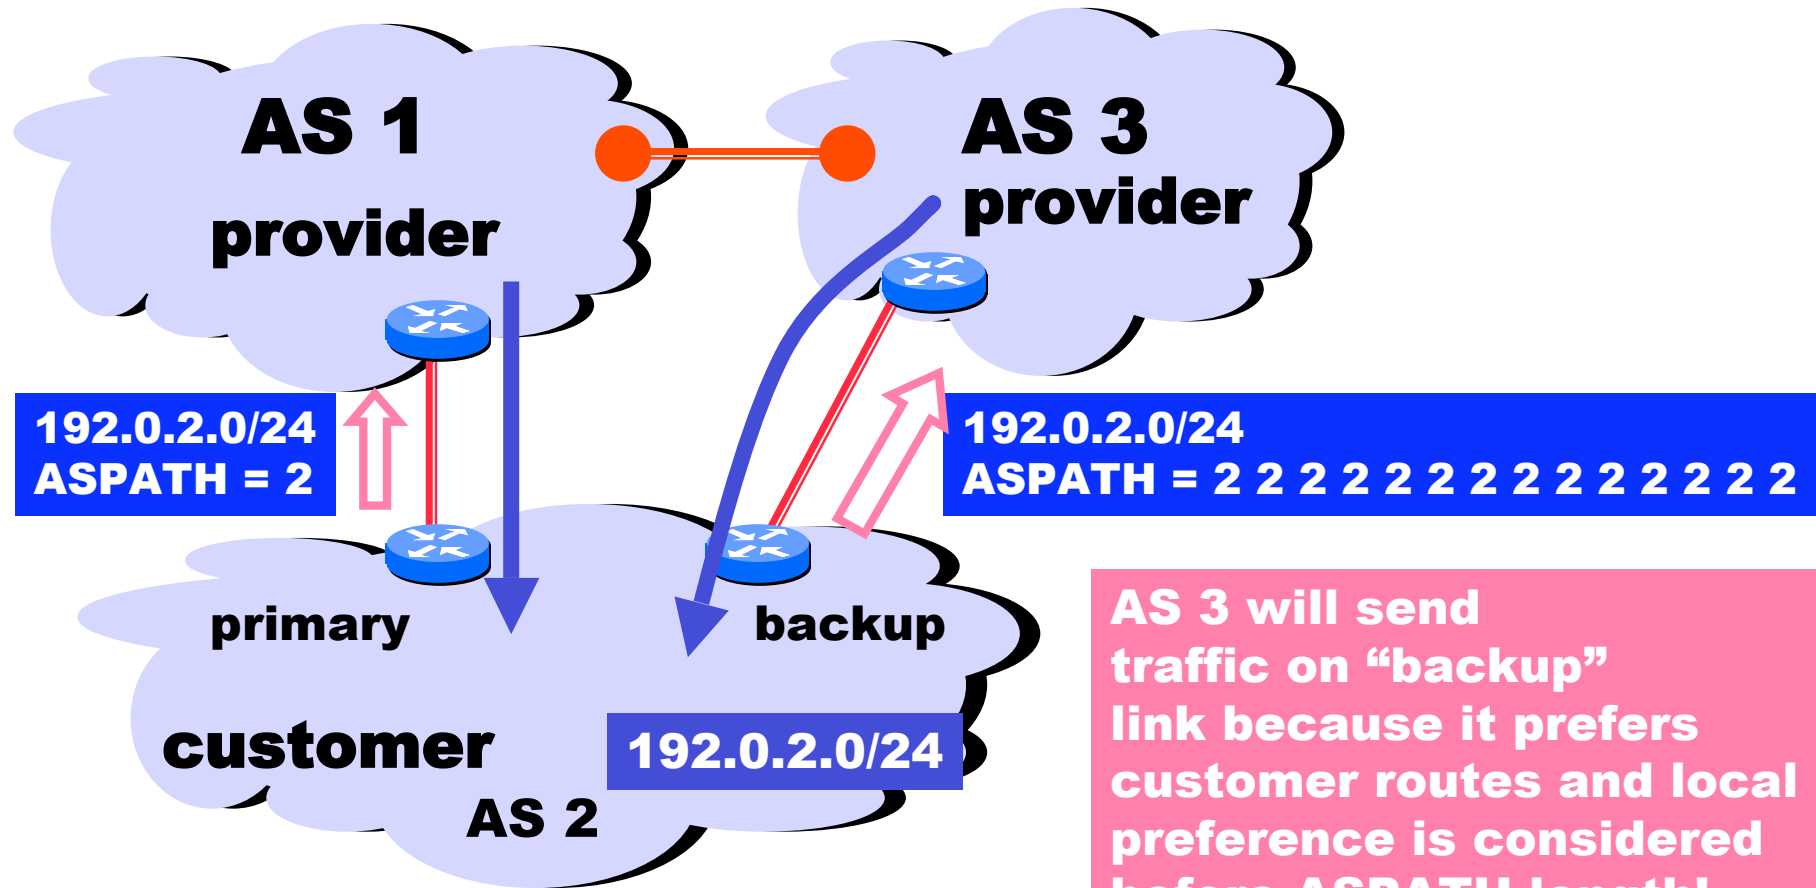 AS 1
provider
AS 3
provider
192.0.2.0/24
ASPATH = 2
192.0.2.0/24
ASPATH = 2 2 2 2 2 2 2 2 2 2 2 2 2 2
primary
backup
customer
AS 2
192.0.2.0/24
AS 3 will send
traffic on “backup”
link because it prefers
customer routes and local
preference is considered
before ASPATH length!